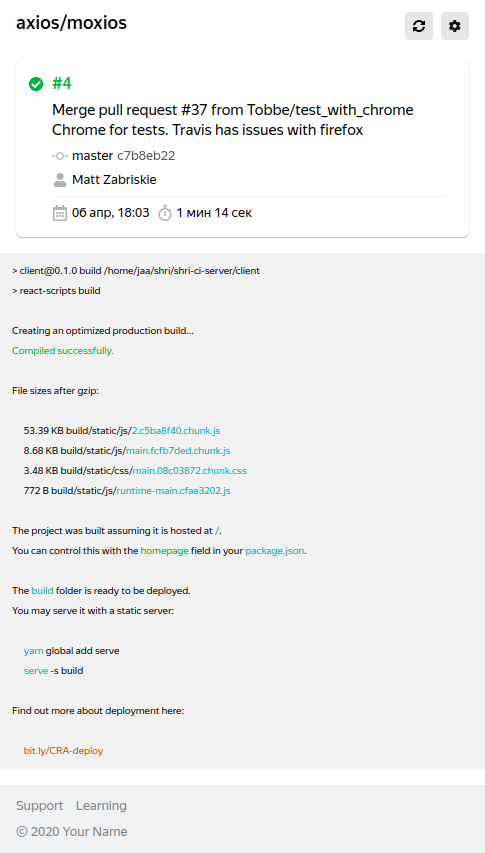 axios/moxios
#4
Merge pull request #37 from Tobbe/test_with_chrome
Chrome for tests. Travis has issues with firefox
master c7b8eb22
Matt Zabriskie
06 апр, 18:03 1 мин 14 сек
> client@0.1.0 build /home/jaa/shri/shri-ci-server/client
> react-scripts build
Creating an optimized production build...
Compiled successfully.
File sizes after gzip:
53.39 KB build/static/js/2.c5ba8f40.chunk.js
8.68 KB build/static/js/main.fcfb7ded.chunk.js
3.48 KB build/static/css/main.08c03872.chunk.css
772 B build/static/js/runtime-main.cfae3202.js
The project was built assuming it is hosted at /.
You can control this with the homepage field in your package.json.
The build folder is ready to be deployed.
You may serve it with a static server:
yarn global add serve
serve -s build
Find out more about deployment here:
bit.ly/CRA-deploy
Support Learning
© 2020 Your Name